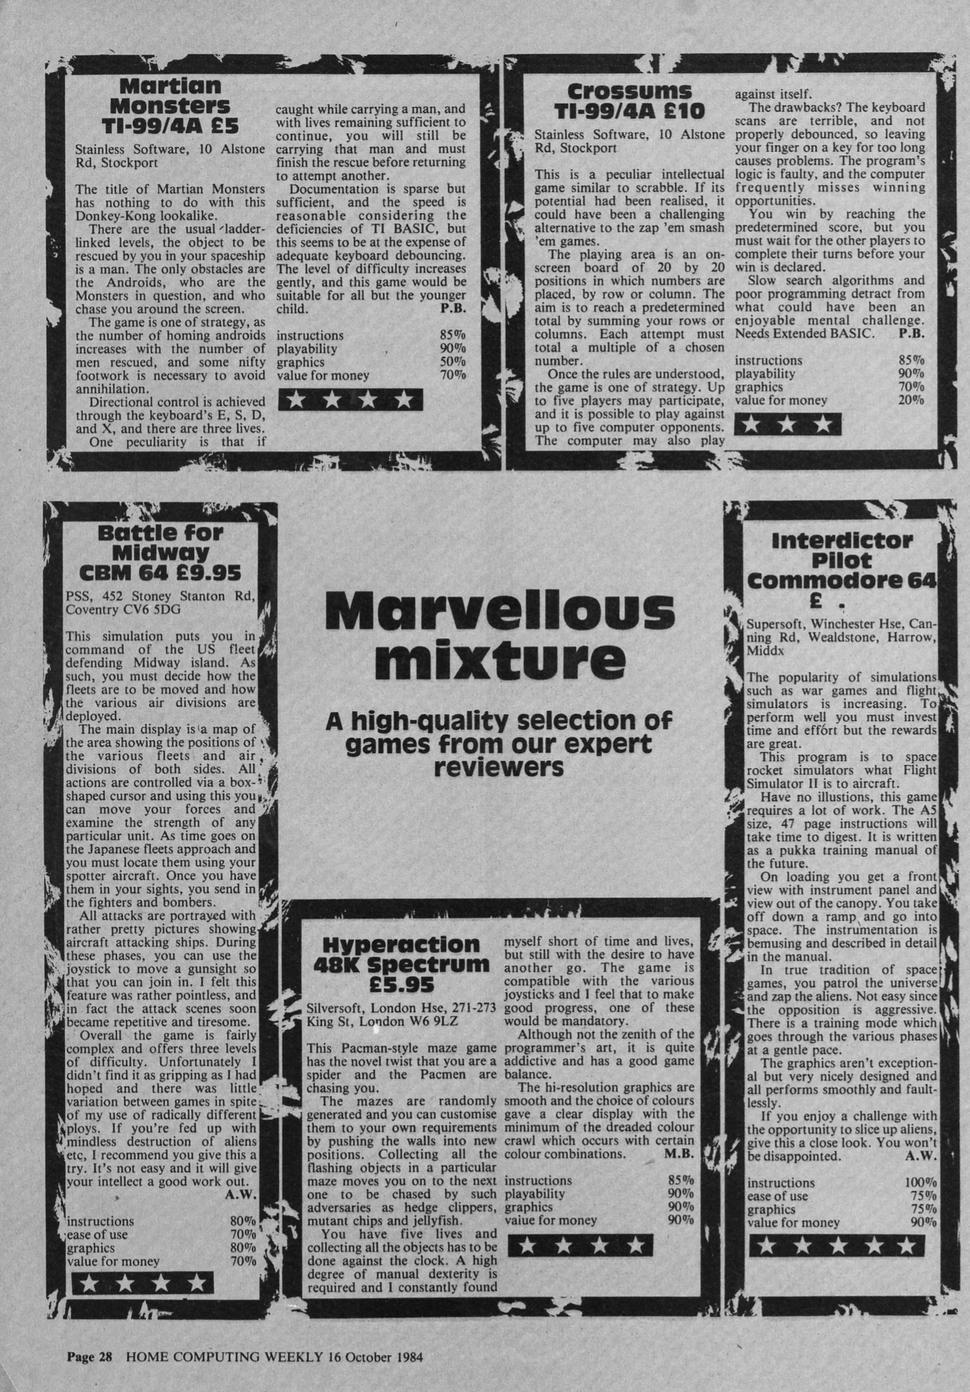 Martian
Monsters
TI-99/4A £5
Stainless Software, 10 Alstone
Rd, Stockport
The title of Martian Monsters
has nothing to do with this
Donkey-Kong lookalike.
There are the usual ladder-
linked levels, the object to be
rescued by you in your spaceship
is a man. The only obstacles are
the Androids, who are the
Monsters in question, and who
chase you around the screen.
The game is one of strategy, as
the number of homing androids
increases with the number of
men rescued, and some nifty
footwork is necessary to avoid
annihilation.
Directional control is achieved
through the keyboard's E, S, D,
and X, and there are three lives.
One peculiarity is that if
caught while carrying a man, and
with lives remaining sufficient to
continue, you will still be
carrying that man and must
finish the rescue before returning
to attempt another.
Documentation is sparse but
sufficient, and the speed is
reasonable considering the
deficiencies of TI BASIC, but
this seems to be at the expense of
adequate keyboard debouncing.
The level of difficulty increases
gently, and this game would be
suitable for all but the younger
child. P.B.
instructions 85%
playability 90%
graphics 50%
value for money 70%
★ ★ ★ ★
Crossums
TI-99/4A £10
Stainless Software, 10 Alstone
Rd, Stockport
This is a peculiar intellectual
game similar to scrabble. If its
potential had been realised, it
could have been a challenging
alternative to the zap 'em smash
'em games.
The playing area is an on-
screen board of 20 by 20
positions in which numbers are
placed, by row or column. The
aim is to reach a predetermined
total by summing your rows or
columns. Each attempt must
total a multiple of a chosen
number.
Once the rules are understood,
the game is one of strategy. Up
to five players may participate,
and it is possible to play against
up to five computer opponents.
The computer may also play
against itself.
The drawbacks? The keyboard
scans are terrible, and not
properly debounced, so leaving
your finger on a key for too long
causes problems. The program's
logic is faulty, and the computer
frequently misses winning
opportunities.
You win by reaching the
predetermined score, but you
must wait for the other players to
complete their turns before your
win is declared.
Slow search algorithms and
poor programming detract from
what could have been an
enjoyable mental challenge.
Needs Extended BASIC. P.B.
instructions 85%
playability 90%
graphics 70%
value for money 20%
★ ★ ★
Battle for
Midway
CBM 64 £9.95
PSS, 452 Stoney Stanton Rd,
Coventry CV6 5DG
This simulation puts you in
command of the US fleet
defending Midway island. As
such, you must decide how the
fleets are to be moved and how
the various air divisions are
deployed.
The main display is a map of
the area showing the positions of
the various fleets and air
divisions of both sides. All
actions are controlled via a box-
shaped cursor and using this you
can move your forces and
examine the strength of any
particular unit. As time goes on
the Japanese fleets approach and
you must locate them using your
spotter aircraft. Once you have
them in your sights, you send in
the fighters and bombers.
All attacks are portrayed with
rather pretty pictures showing
aircraft attacking ships. During
these phases, you can use the
joystick to move a gunsight so
that you can join in. I felt this
feature was rather pointless, and
in fact the attack scenes soon
became repetitive and tiresome.
Overall the game is fairly
complex and offers three levels
of difficulty. Unfortunately I
didn't find it as gripping as I had
hoped and there was little
variation between games in spite
of my use of radically different
ploys. If you're fed up with
mindless destruction of aliens
etc, I recommend you give this a
try. It's not easy and it will give
your intellect a good work out.
A.W.
instructions 80%
ease of use 70%
graphics 80%
value for money 70%
★ ★ ★ ★
Marvellous
mixture
A high-quality selection of
games from our expert
reviewers
Hyperaction
48K Spectrum
£5.95
Silversoft, London Hse, 271-273
King St, London W6 9LZ
This Pacman-style maze game
has the novel twist that you are a
spider and the Pacmen are
chasing you.
The mazes are randomly
generated and you can customise
them to your own requirements
by pushing the walls into new
positions. Collecting all the
flashing objects in a particular
maze moves you on to the next
one to be chased by such
adversaries as hedge clippers,
mutant chips and jellyfish.
You have five lives and
collecting all the objects has to be
done against the clock. A high
degree of manual dexterity is
required and I constantly found
myself short of time and lives,
but still with the desire to have
another go. The game is
compatible with the various
joysticks and I feel that to make
good progress, one of these
would be mandatory.
Although not the zenith of the
programmer's art, it is quite
addictive and has a good game
balance.
The hi-resolution graphics are
smooth and the choice of colours
gave a clear display with the
minimum of the dreaded colour
crawl which occurs with certain
colour combinations. M.B.
instructions 85%
playability 90%
graphics 90%
value for money 90%
★ ★ ★ ★ ★
Interdictor
Pilot
Commodore 64
£ .
Supersoft, Winchester Hse, Can-
ning Rd, Wealdstone, Harrow,
Middx
The popularity of simulations
such as war games and flight
simulators is increasing. To
perform well you must invest
time and effort but the rewards
are great.
This program is to space
rocket simulators what Flight
Simulator II is to aircraft.
Have no illustions, this game
requires a lot of work. The A5
size, 47 page instructions will
take time to digest. It is written
as a pukka training manual of
the future.
On loading you get a front
view with instrument panel and
view out of the canopy. You take
off down a ramp and go into
space. The instrumentation is
bemusing and described in detail
in the manual.
In true tradition of space
games, you patrol the universe
and zap the aliens. Not easy since
the opposition is aggressive.
There is a training mode which
goes through the various phases
at a gentle pace.
The graphics aren't exception-
al but very nicely designed and
all performs smoothly and fault-
lessly.
If you enjoy a challenge with
the opportunity to slice up aliens,
give this a close look. You won't
be disappointed. A.W.
instructions 100%
ease of use 75%
graphics 75%
value for money 90%
★ ★ ★ ★ ★
Page 28 HOME COMPUTING WEEKLY 16 October 1984